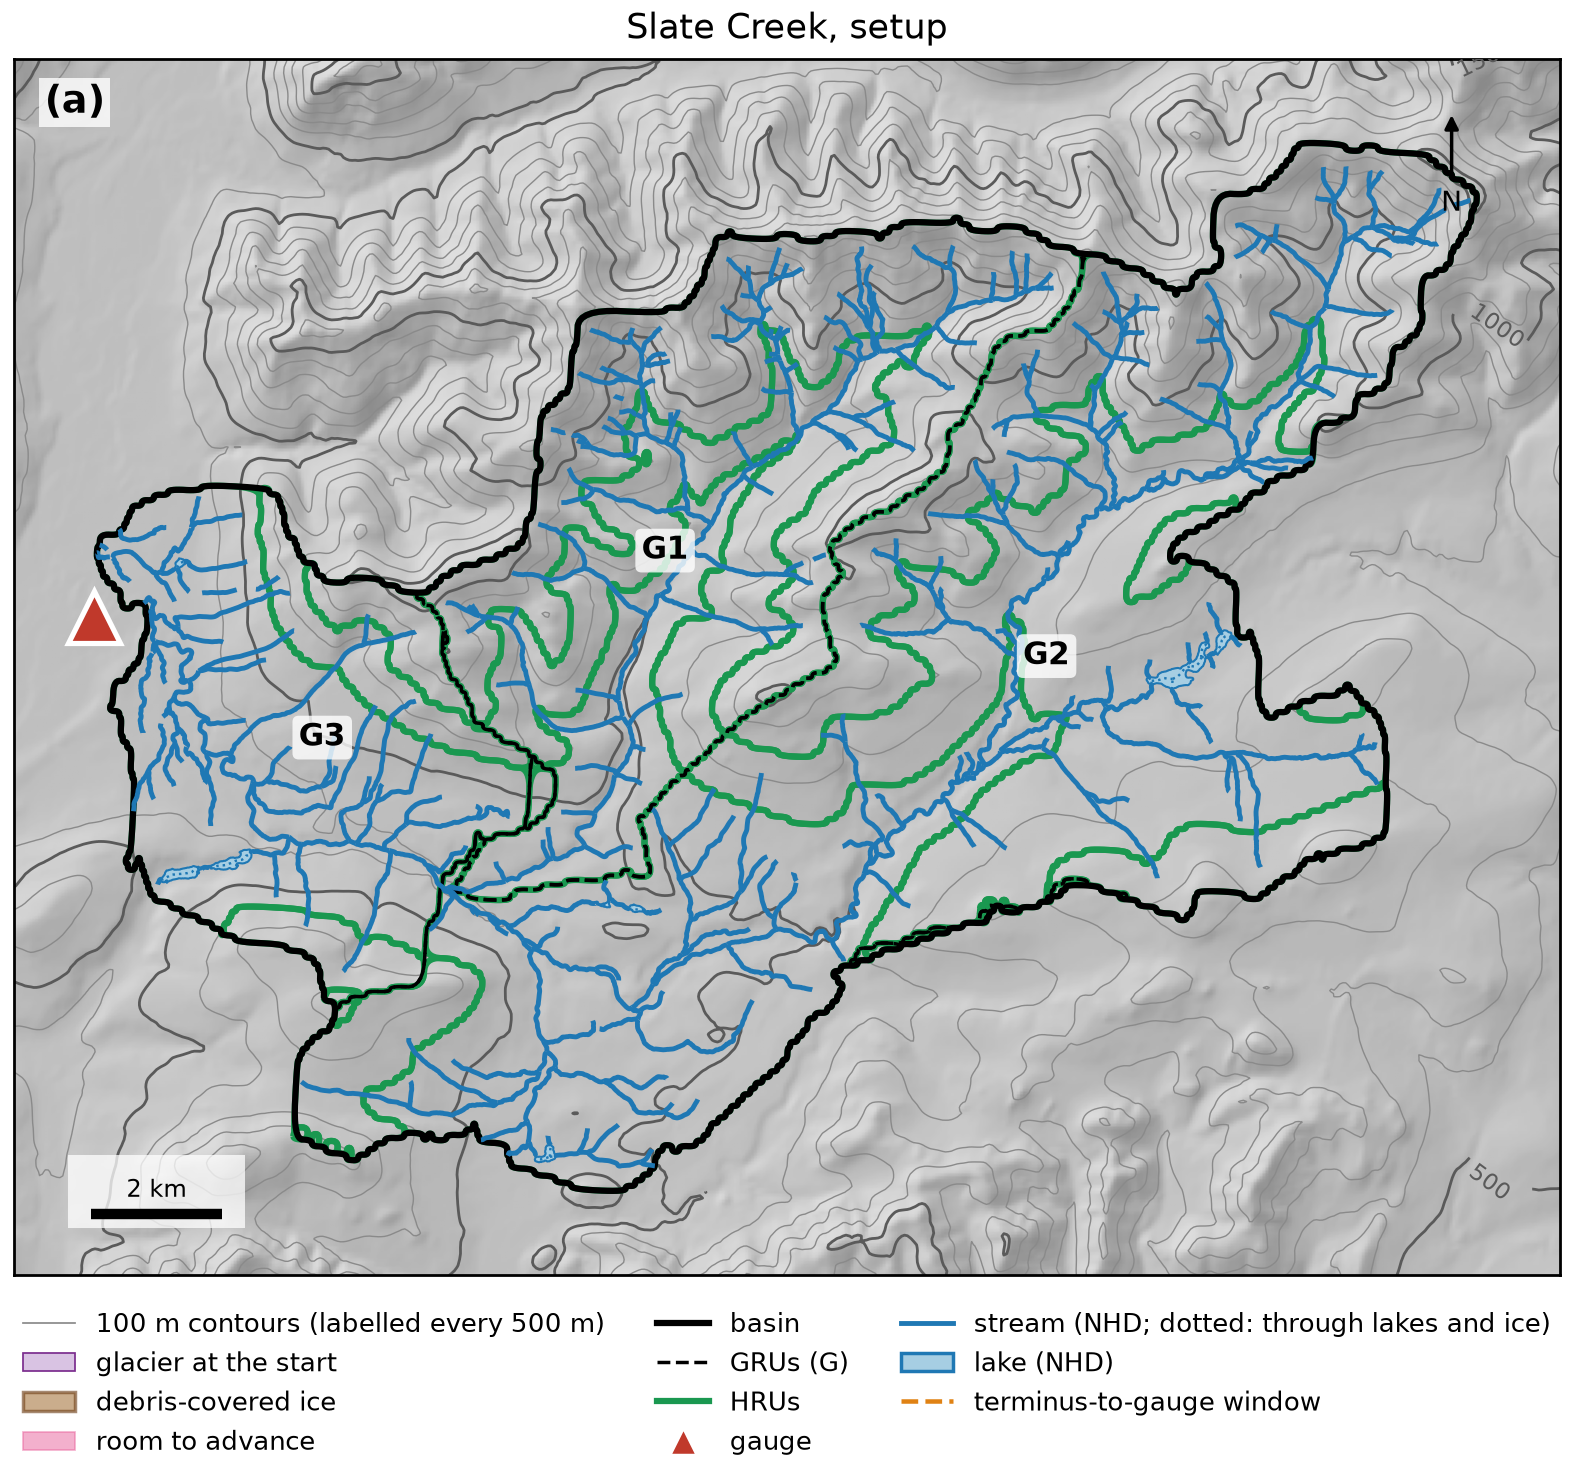 Slate Creek, setup
(a)
N
1000
G1
G2
G3
2 km
500
100 m contours (labelled every 500 m)
glacier at the start
debris-covered ice
room to advance
basin
GRUs (G)
HRUs
gauge
stream (NHD; dotted: through lakes and ice)
lake (NHD)
terminus-to-gauge window